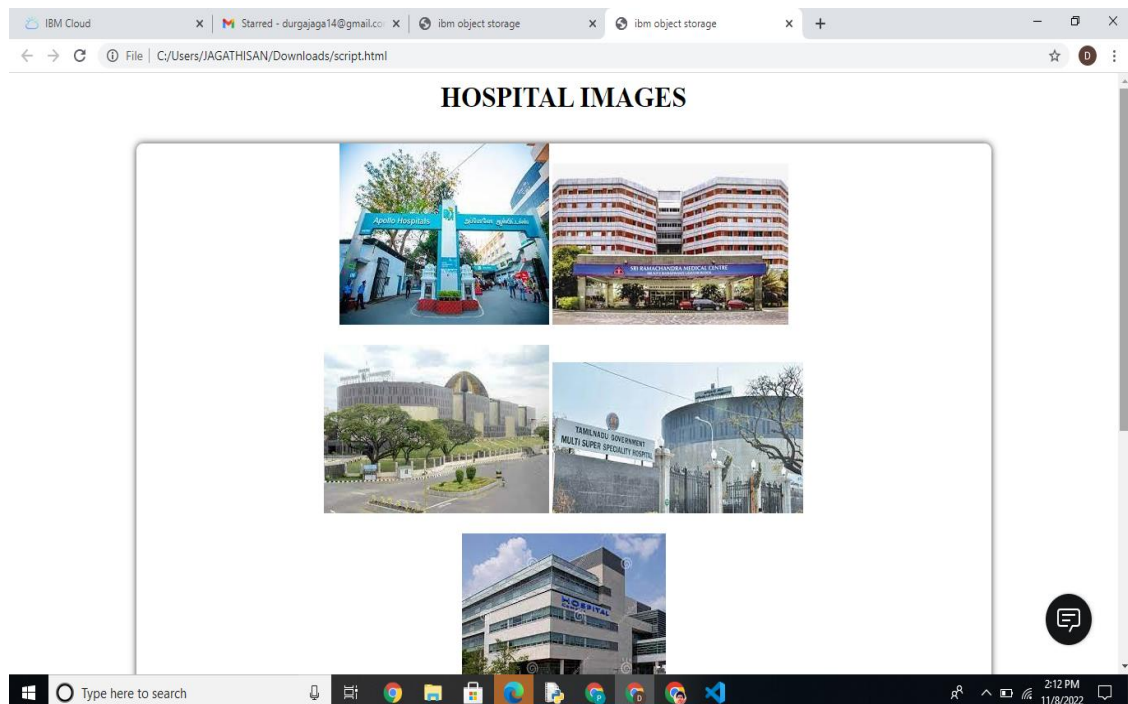 IBM Cloud
Starred - durgajaga14@gmail.co
ibm object storage
ibm object storage
File
C:/Users/JAGATHISAN/Downloads/script.html
D
HOSPITAL IMAGES
Apollo Hospitals
SRI RAMACHANDRA MEDICAL CENTRE
TAMILNADU GOVERNMENT
MULTI SUPER SPECIALITY HOSPITAL
HOSPITAL
Type here to search
2:12 PM
11/8/2022